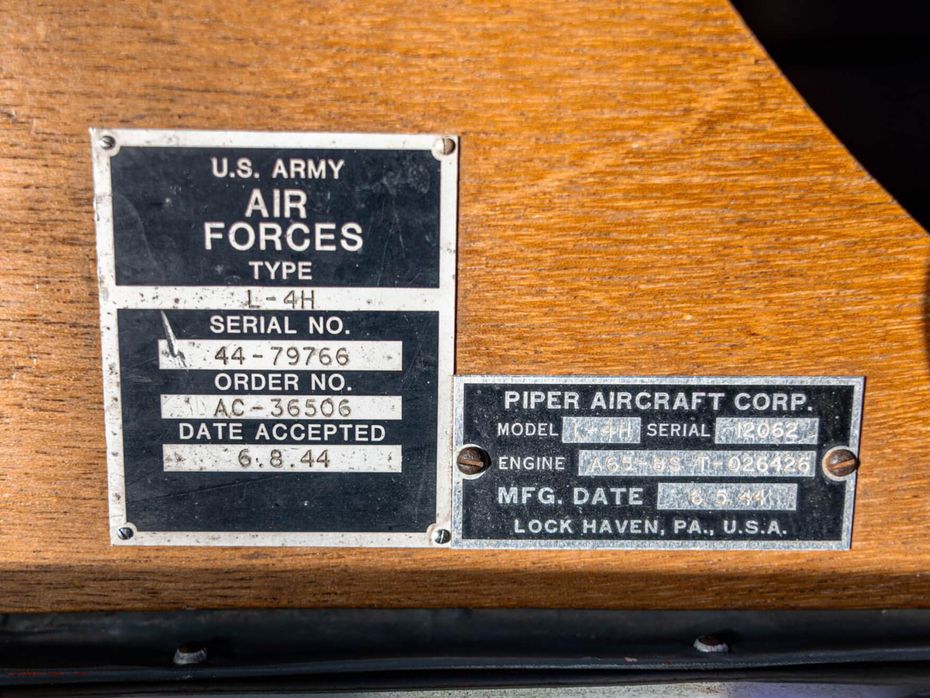 U.S. ARMY
AIR
FORCES
TYPE
L-4H
SERIAL NO.
44-79766
ORDER NO.
AC-36506
DATE ACCEPTED
6.8.44
PIPER AIRCRAFT CORP.
MODEL L-4H SERIAL 12062
ENGINE A65-8S T-026426
MFG. DATE 6 5 44
LOCK HAVEN, PA., U.S.A.